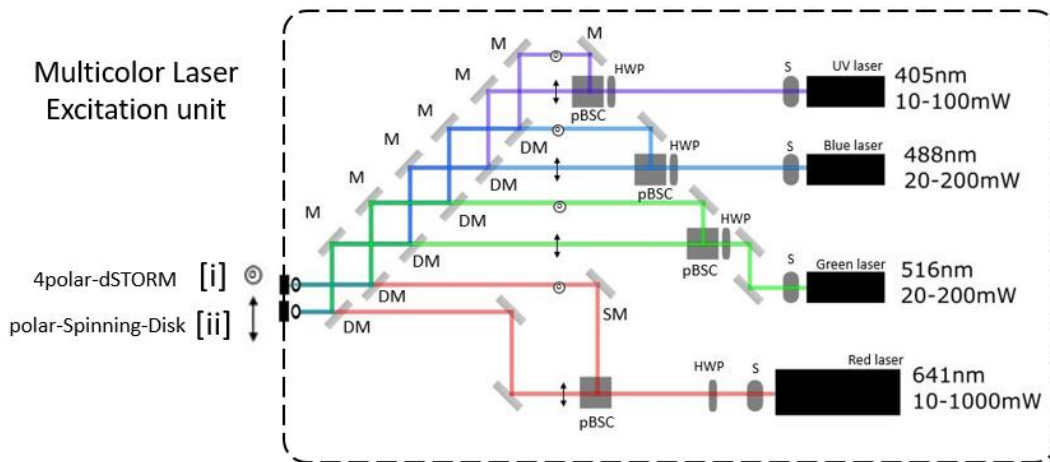 Multicolor Laser
Excitation unit
M
M
HWP
UV laser
S
405nm
10-100mW
M
pBSC
M
DM
HWP
Blue laser
S
488nm
20-200mW
M
DM
pBSC
M
DM
HWP
S
pBSC
Green laser
516nm
20-200mW
M
DM
4polar-dSTORM [i]
DM
SM
polar-Spinning-Disk [ii]
DM
Red laser
HWP
S
641nm
10-1000mW
pBSC